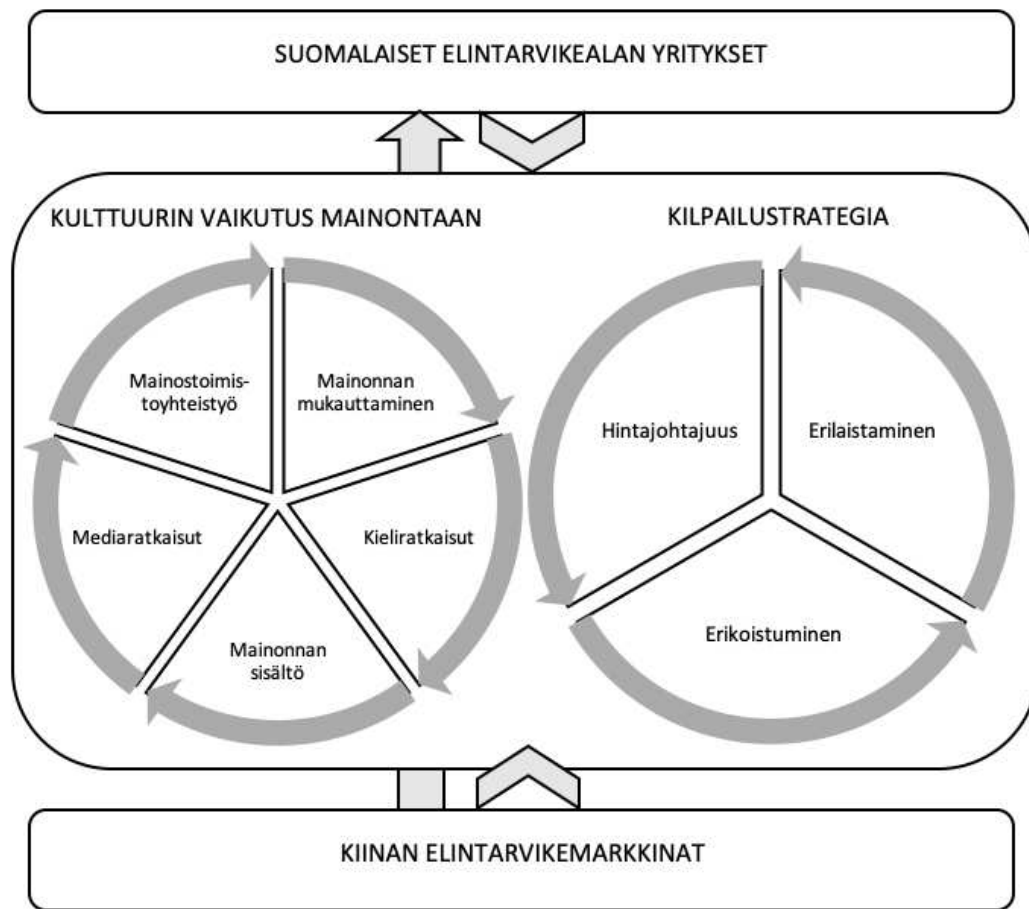 SUOMALAISET ELINTARVIKEALAN YRITYKSET
KULTTUURIN VAIKUTUS MAINONTAAN
Mainostoimis-
toyhteistyö
Mainonnan
mukauttaminen
Mediaratkaisut
Kieliratkaisut
Mainonnan
sisältö
KILPAILUSTRATEGIA
Hintajohtajuus
Erilaistaminen
Erikoistuminen
KIINAN ELINTARVIKEMARKKINAT